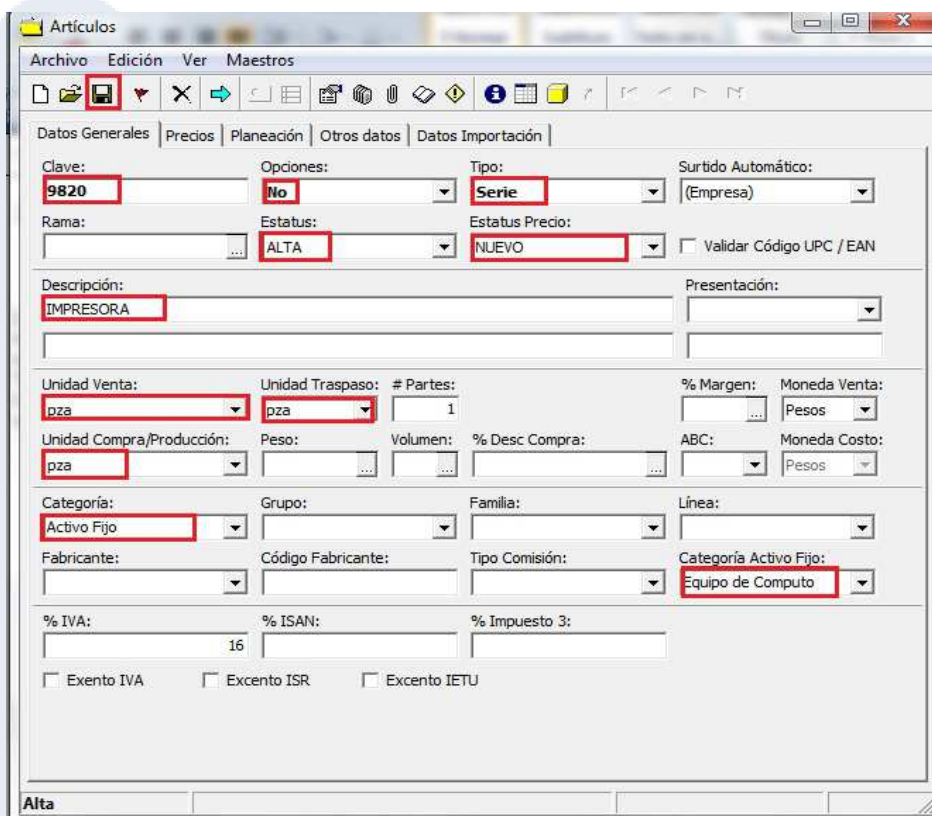 Artículos
Archivo Edición Ver Maestros
Datos Generales Precios Planeación Otros datos Datos Importación
Clave: Opciones: Tipo: Surtido Automático:
9820 No Serie (Empresa)
Rama: Estatus: Estatus Precio:
... ALTA NUEVO Validar Código UPC / EAN
Descripción: Presentación:
IMPRESORA
Unidad Venta: Unidad Traspaso: # Partes: % Margen: Moneda Venta:
pza pza 1 ... Pesos
Unidad Compra/Producción: Peso: Volumen: % Desc Compra: ABC: Moneda Costo:
pza ... ... ... Pesos
Categoría: Grupo: Familia: Línea:
Activo Fijo
Fabricante: Código Fabricante: Tipo Comisión: Categoría Activo Fijo:
Equipo de Computo
% IVA: % ISAN: % Impuesto 3:
16
Exento IVA Excento ISR Excento IETU
Alta